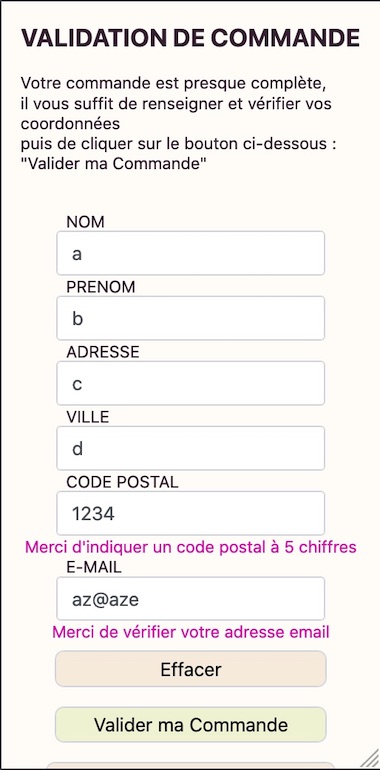 VALIDATION DE COMMANDE
Votre commande est presque complète,
il vous suffit de renseigner et vérifier vos
coordonnées
puis de cliquer sur le bouton ci-dessous :
"Valider ma Commande"
NOM
a
PRENOM
b
ADRESSE
c
VILLE
d
CODE POSTAL
1234
Merci d'indiquer un code postal à 5 chiffres
E-MAIL
az@aze
Merci de vérifier votre adresse email
Effacer
Valider ma Commande